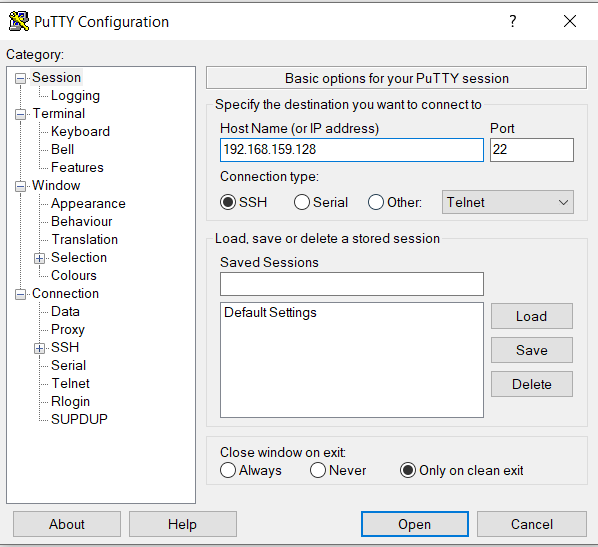 PuTTY Configuration
?
Category:
Session
Logging
Terminal
Keyboard
Bell
Features
Window
Appearance
Behaviour
Translation
Selection
Colours
Connection
Data
Proxy
SSH
Serial
Telnet
Rlogin
SUPDUP
Basic options for your PuTTY session
Specify the destination you want to connect to
Host Name (or IP address) Port
192.168.159.128 22
Connection type:
SSH Serial Other: Telnet
Load, save or delete a stored session
Saved Sessions
Default Settings
Load
Save
Delete
Close window on exit:
Always Never Only on clean exit
About Help Open Cancel